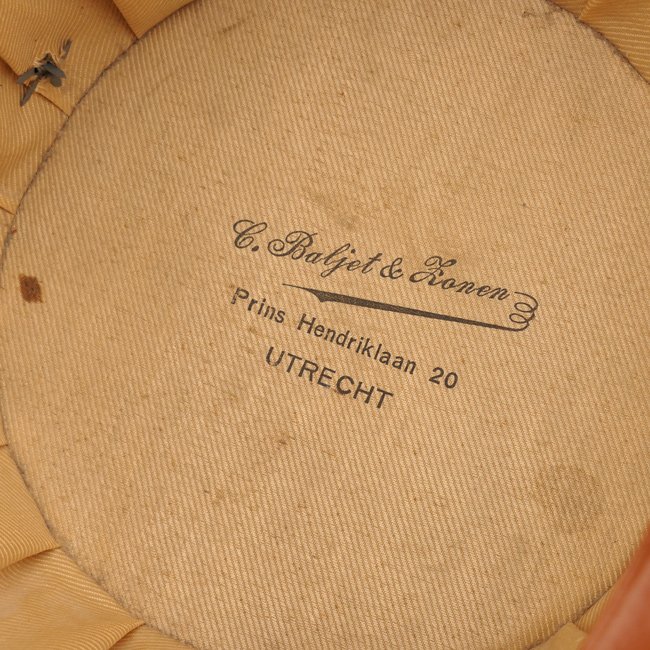 C. Baljet & Zonen
Prins Hendriklaan 20
UTRECHT